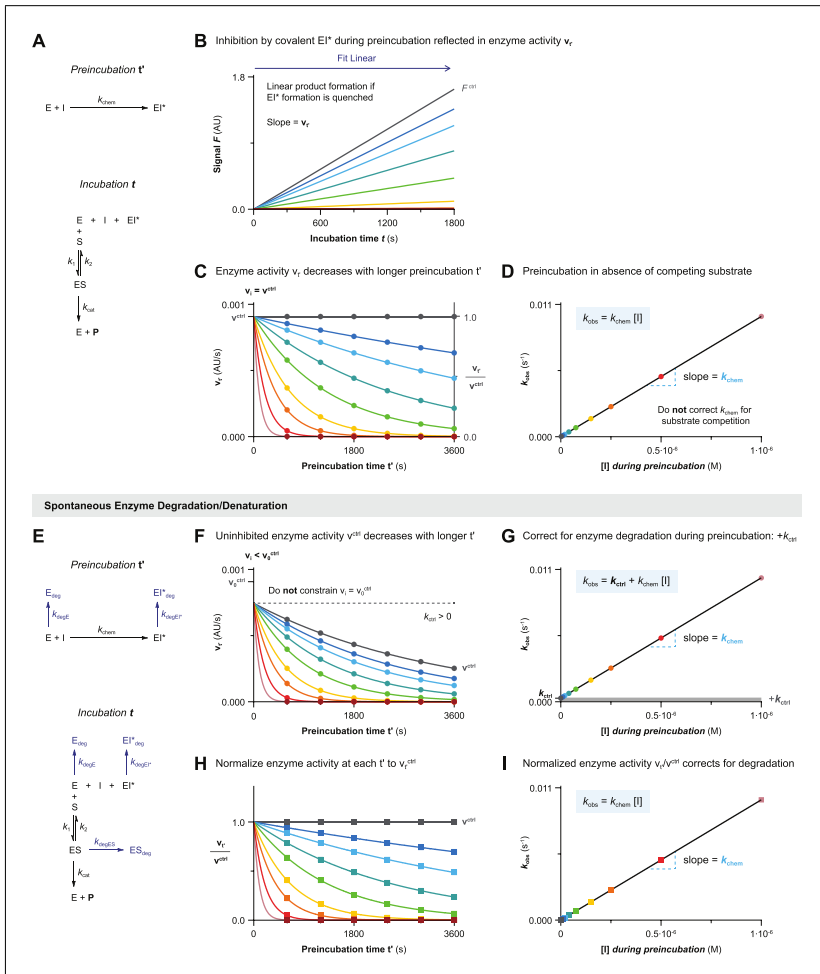 A
Preincubation t'
E + I
k_chem
EI*
Incubation t
E + I + EI*
+
S
k₁
k₂
ES
k_cat
E + P
B Inhibition by covalent EI* during preincubation reflected in enzyme activity v_t'
Fit Linear
1.8
0.0
Signal F (AU)
Linear product formation if
EI* formation is quenched
Slope = v_t'
F^ctrl
0 600 1200 1800
Incubation time t (s)
C Enzyme activity v_t' decreases with longer preincubation t'
v_i = v^ctrl
0.001
v^ctrl
0.000
v_t' (AU/s)
1.0
v_t'
v^ctrl
0.0
0 1800 3600
Preincubation time t' (s)
D Preincubation in absence of competing substrate
0.011
0.000
k_obs (s⁻¹)
k_obs = k_chem [I]
slope = k_chem
Do not correct k_chem for
substrate competition
0 0.5·10⁻⁶ 1·10⁻⁶
[I] during preincubation (M)
Spontaneous Enzyme Degradation/Denaturation
E
Preincubation t'
E_deg
EI*_deg
k_degE
k_degEI*
E + I
k_chem
EI*
Incubation t
E_deg
EI*_deg
k_degE
k_degEI*
E + I + EI*
+
S
k₁
k₂
ES
k_degES
ES_deg
k_cat
E + P
F Uninhibited enzyme activity v^ctrl decreases with longer t'
v_i < v₀^ctrl
0.001
v₀^ctrl
0.000
v_t' (AU/s)
Do not constrain v_i = v₀^ctrl
k_ctrl > 0
v^ctrl
0 1800 3600
Preincubation time t' (s)
G Correct for enzyme degradation during preincubation: +k_ctrl
0.011
k_ctrl
0.000
k_obs (s⁻¹)
k_obs = k_ctrl + k_chem [I]
slope = k_chem
+k_ctrl
0 0.5·10⁻⁶ 1·10⁻⁶
[I] during preincubation (M)
H Normalize enzyme activity at each t' to v_t'^ctrl
1.0
v_t'
v^ctrl
0.0
v^ctrl
0 1800 3600
Preincubation time t' (s)
I Normalized enzyme activity v_t'/v^ctrl corrects for degradation
0.011
0.000
k_obs (s⁻¹)
k_obs = k_chem [I]
slope = k_chem
0 0.5·10⁻⁶ 1·10⁻⁶
[I] during preincubation (M)